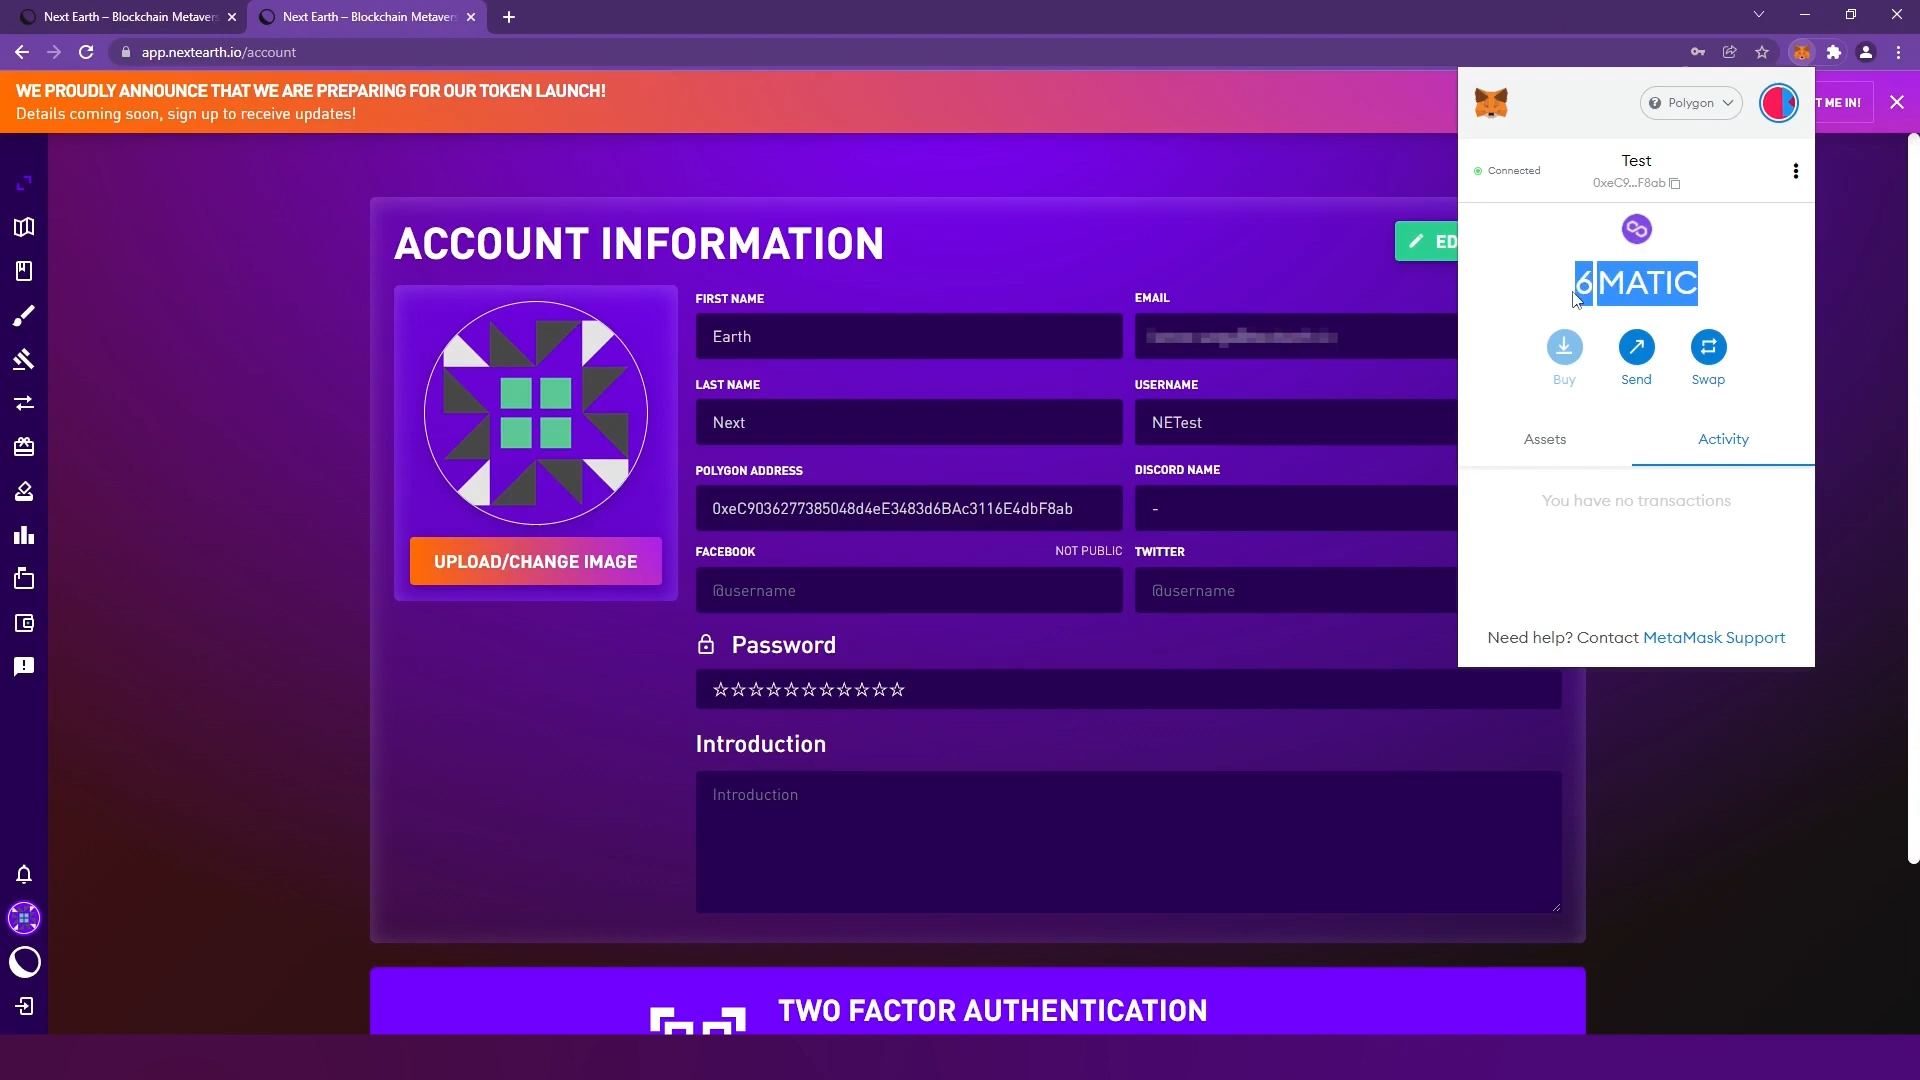 Next Earth – Blockchain Metavers
Next Earth – Blockchain Metavers
app.nextearth.io/account
WE PROUDLY ANNOUNCE THAT WE ARE PREPARING FOR OUR TOKEN LAUNCH!
Details coming soon, sign up to receive updates!
T ME IN!
Polygon
Connected
Test
0xeC9...F8ab
6 MATIC
Buy
Send
Swap
Assets
Activity
You have no transactions
Need help? Contact MetaMask Support
ACCOUNT INFORMATION
ED
UPLOAD/CHANGE IMAGE
FIRST NAME
Earth
EMAIL
LAST NAME
Next
USERNAME
NETest
POLYGON ADDRESS
0xeC9036277385048d4eE3483d6BAc3116E4dbF8ab
DISCORD NAME
-
FACEBOOK
NOT PUBLIC
@username
TWITTER
@username
Password
☆☆☆☆☆☆☆☆☆☆☆
Introduction
Introduction
TWO FACTOR AUTHENTICATION